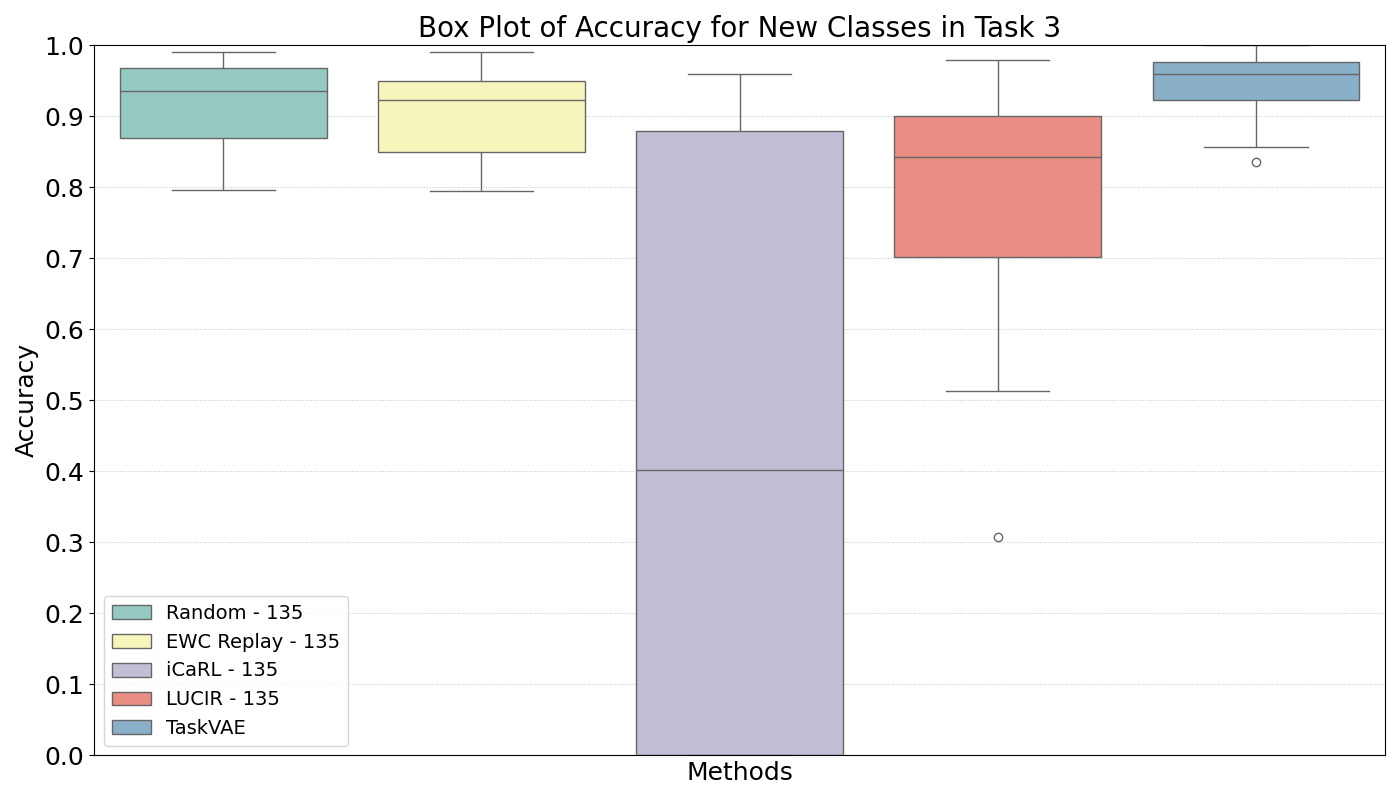 Box Plot of Accuracy for New Classes in Task 3
1.0
0.9
0.8
0.7
0.6
0.5
0.4
0.3
0.2
0.1
0.0
Accuracy
Random - 135
EWC Replay - 135
iCaRL - 135
LUCIR - 135
TaskVAE
Methods